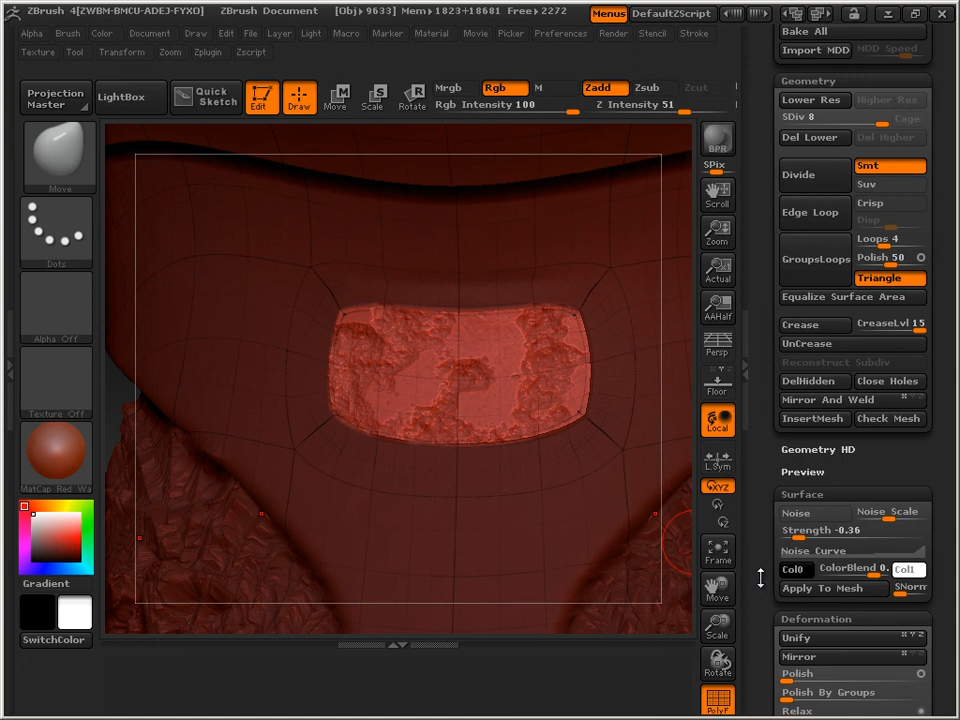 ZBrush 4[ZWBM-BMCU-ADEJ-FYXO] ZBrush Document [Obj▸9633] Mem▸1823+18681 Free▸2272 Menus DefaultZScript
Alpha Brush Color Document Draw Edit File Layer Light Macro Marker Material Movie Picker Preferences Render Stencil Stroke
Texture Tool Transform Zoom Zplugin Zscript
Projection Master
LightBox
Quick Sketch
Edit Draw Move Scale Rotate
Mrgb Rgb M Zadd Zsub Zcut
Rgb Intensity 100 Z Intensity 51
Move
Dots
Alpha Off
Texture Off
MatCap Red Wa
Gradient
SwitchColor
BPR
SPix
Scroll
Zoom
Actual
AAHalf
Persp
Floor
Local
L.Sym
XYZ
Y
Z
Frame
Move
Scale
Rotate
PolyF
Bake All
Import MDD MDD Speed
Geometry
Lower Res Higher Res
SDiv 8 Cage
Del Lower Del Higher
Divide Smt
Suv
Edge Loop Crisp
Disp
GroupsLoops Loops 4
Polish 50
Triangle
Equalize Surface Area
Crease CreaseLvl 15
UnCrease
Reconstruct Subdiv
DelHidden Close Holes
Mirror And Weld X Y Z
InsertMesh Check Mesh
Geometry HD
Preview
Surface
Noise Noise Scale
Strength -0.36
Noise Curve
Col0 ColorBlend 0. Col1
Apply To Mesh SNorm
Deformation
Unify X Y Z
Mirror X Y Z
Polish
Polish By Groups
Relax